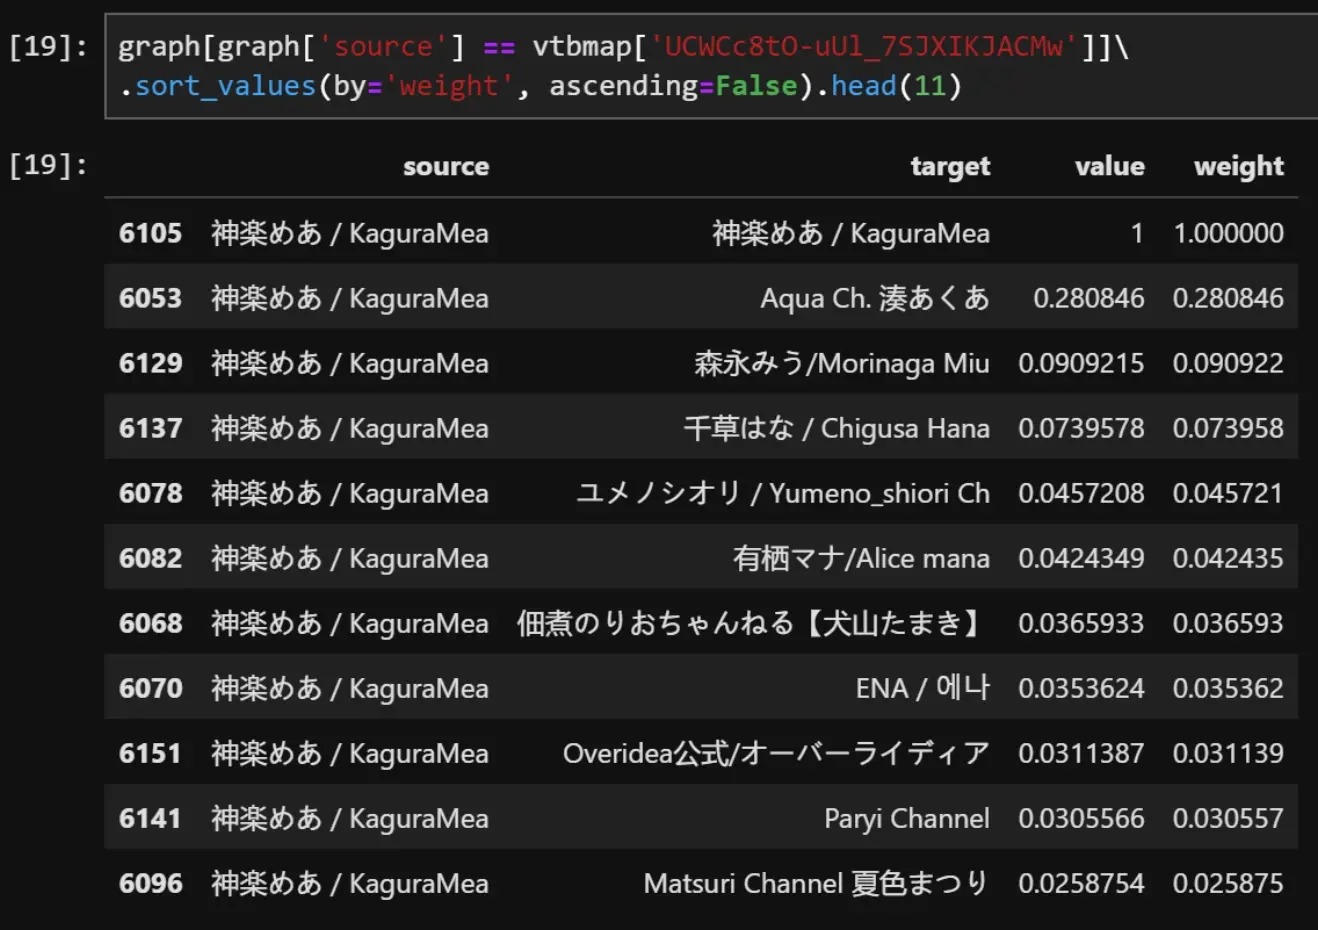 [19]: graph[graph['source'] == vtbmap['UCWCc8tO-uUl_7SJXIKJACMw']]\
.sort_values(by='weight', ascending=False).head(11)
[19]: source target value weight
6105 神楽めあ / KaguraMea 神楽めあ / KaguraMea 1 1.000000
6053 神楽めあ / KaguraMea Aqua Ch. 湊あくあ 0.280846 0.280846
6129 神楽めあ / KaguraMea 森永みう/Morinaga Miu 0.0909215 0.090922
6137 神楽めあ / KaguraMea 千草はな / Chigusa Hana 0.0739578 0.073958
6078 神楽めあ / KaguraMea ユメノシオリ / Yumeno_shiori Ch 0.0457208 0.045721
6082 神楽めあ / KaguraMea 有栖マナ/Alice mana 0.0424349 0.042435
6068 神楽めあ / KaguraMea 佃煮のりおちゃんねる【犬山たまき】 0.0365933 0.036593
6070 神楽めあ / KaguraMea ENA / 에나 0.0353624 0.035362
6151 神楽めあ / KaguraMea Overidea公式/オーバーライディア 0.0311387 0.031139
6141 神楽めあ / KaguraMea Paryi Channel 0.0305566 0.030557
6096 神楽めあ / KaguraMea Matsuri Channel 夏色まつり 0.0258754 0.025875